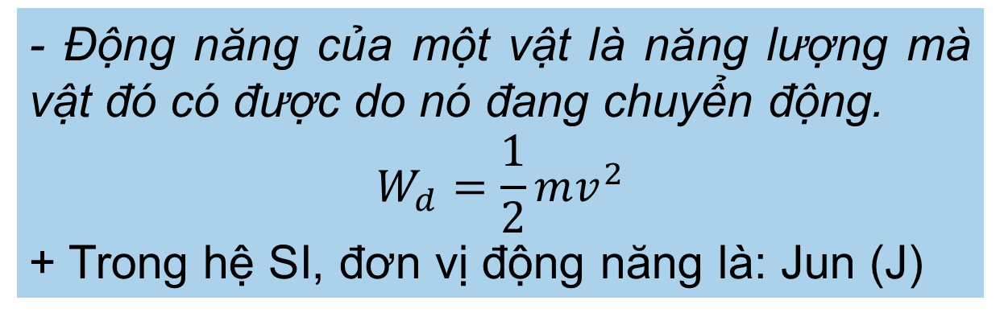 - Động năng của một vật là năng lượng mà
vật đó có được do nó đang chuyển động.
W_d = \frac{1}{2}mv^2
+ Trong hệ SI, đơn vị động năng là: Jun (J)